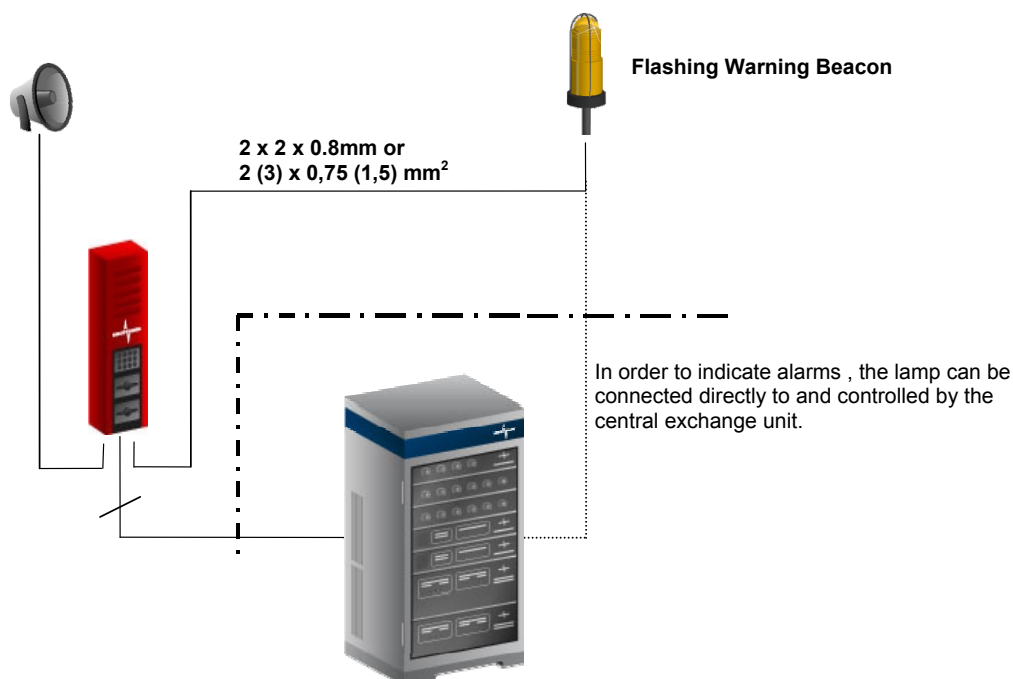 Flashing Warning Beacon
2 x 2 x 0.8mm or
2 (3) x 0,75 (1,5) mm²
In order to indicate alarms , the lamp can be
connected directly to and controlled by the
central exchange unit.